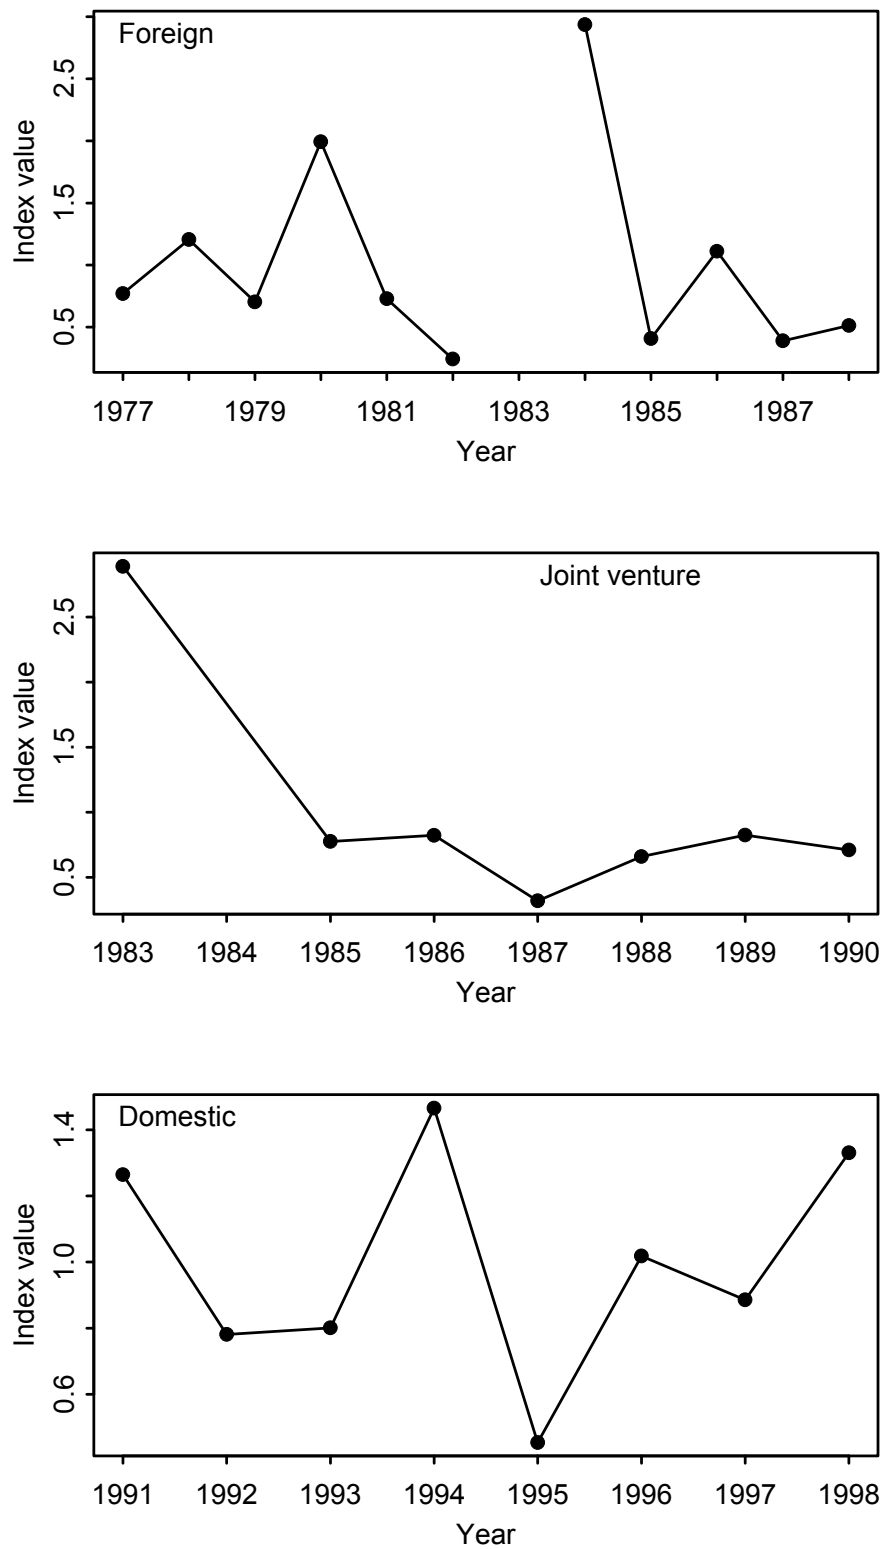 Foreign
Index value
2.5
1.5
0.5
1977 1979 1981 1983 1985 1987
Year
Joint venture
Index value
2.5
1.5
0.5
1983 1984 1985 1986 1987 1988 1989 1990
Year
Domestic
Index value
1.4
1.0
0.6
1991 1992 1993 1994 1995 1996 1997 1998
Year